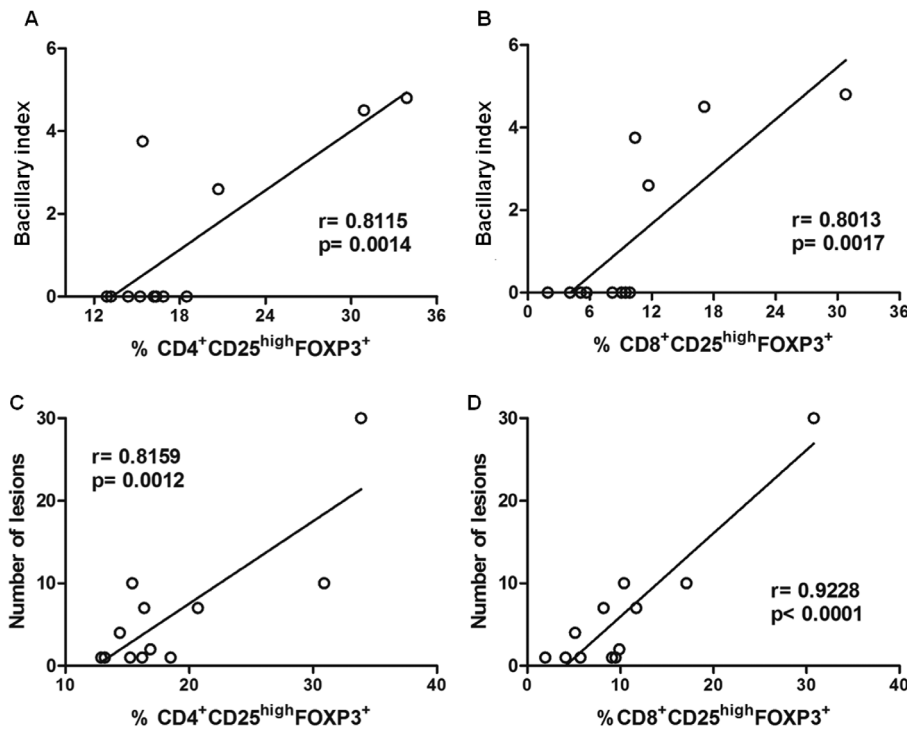 A
Bacillary index
6
4
2
0
r= 0.8115
p= 0.0014
12 18 24 30 36
% CD4⁺CD25ʰⁱᵍʰFOXP3⁺
B
Bacillary index
6
4
2
0
r= 0.8013
p= 0.0017
0 6 12 18 24 30 36
% CD8⁺CD25ʰⁱᵍʰFOXP3⁺
C
Number of lesions
30
20
10
0
r= 0.8159
p= 0.0012
10 20 30 40
% CD4⁺CD25ʰⁱᵍʰFOXP3⁺
D
Number of lesions
30
20
10
0
r= 0.9228
p< 0.0001
0 10 20 30 40
%CD8⁺CD25ʰⁱᵍʰFOXP3⁺